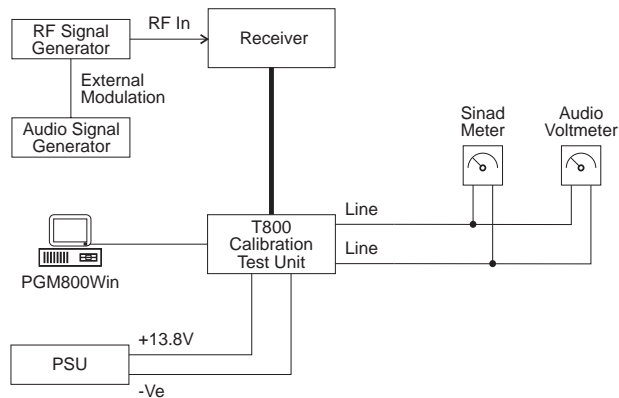 RF Signal
Generator
RF In
Receiver
External
Modulation
Audio Signal
Generator
Sinad
Meter
Audio
Voltmeter
T800
Calibration
Test Unit
Line
Line
PGM800Win
+13.8V
PSU
-Ve